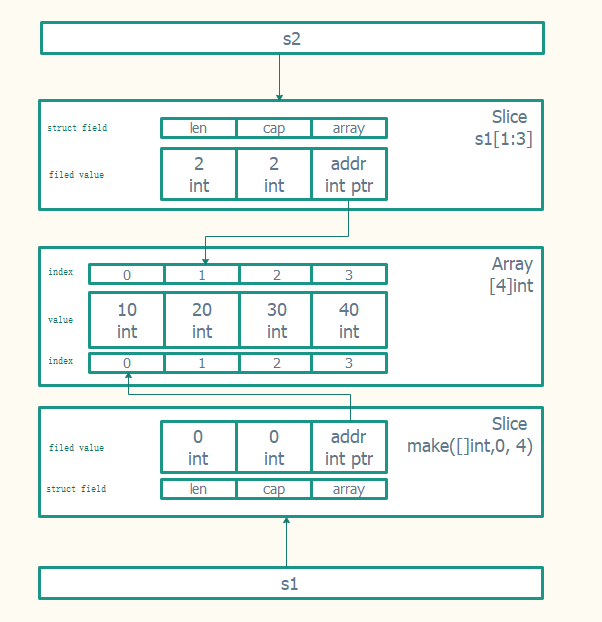 s2
Slice
s1[1:3]
struct field len cap array
filed value
2 2 addr
int int int ptr
Array
[4]int
index 0 1 2 3
value
10 20 30 40
int int int int
index 0 1 2 3
Slice
make([]int,0, 4)
filed value
0 0 addr
int int int ptr
struct field len cap array
s1